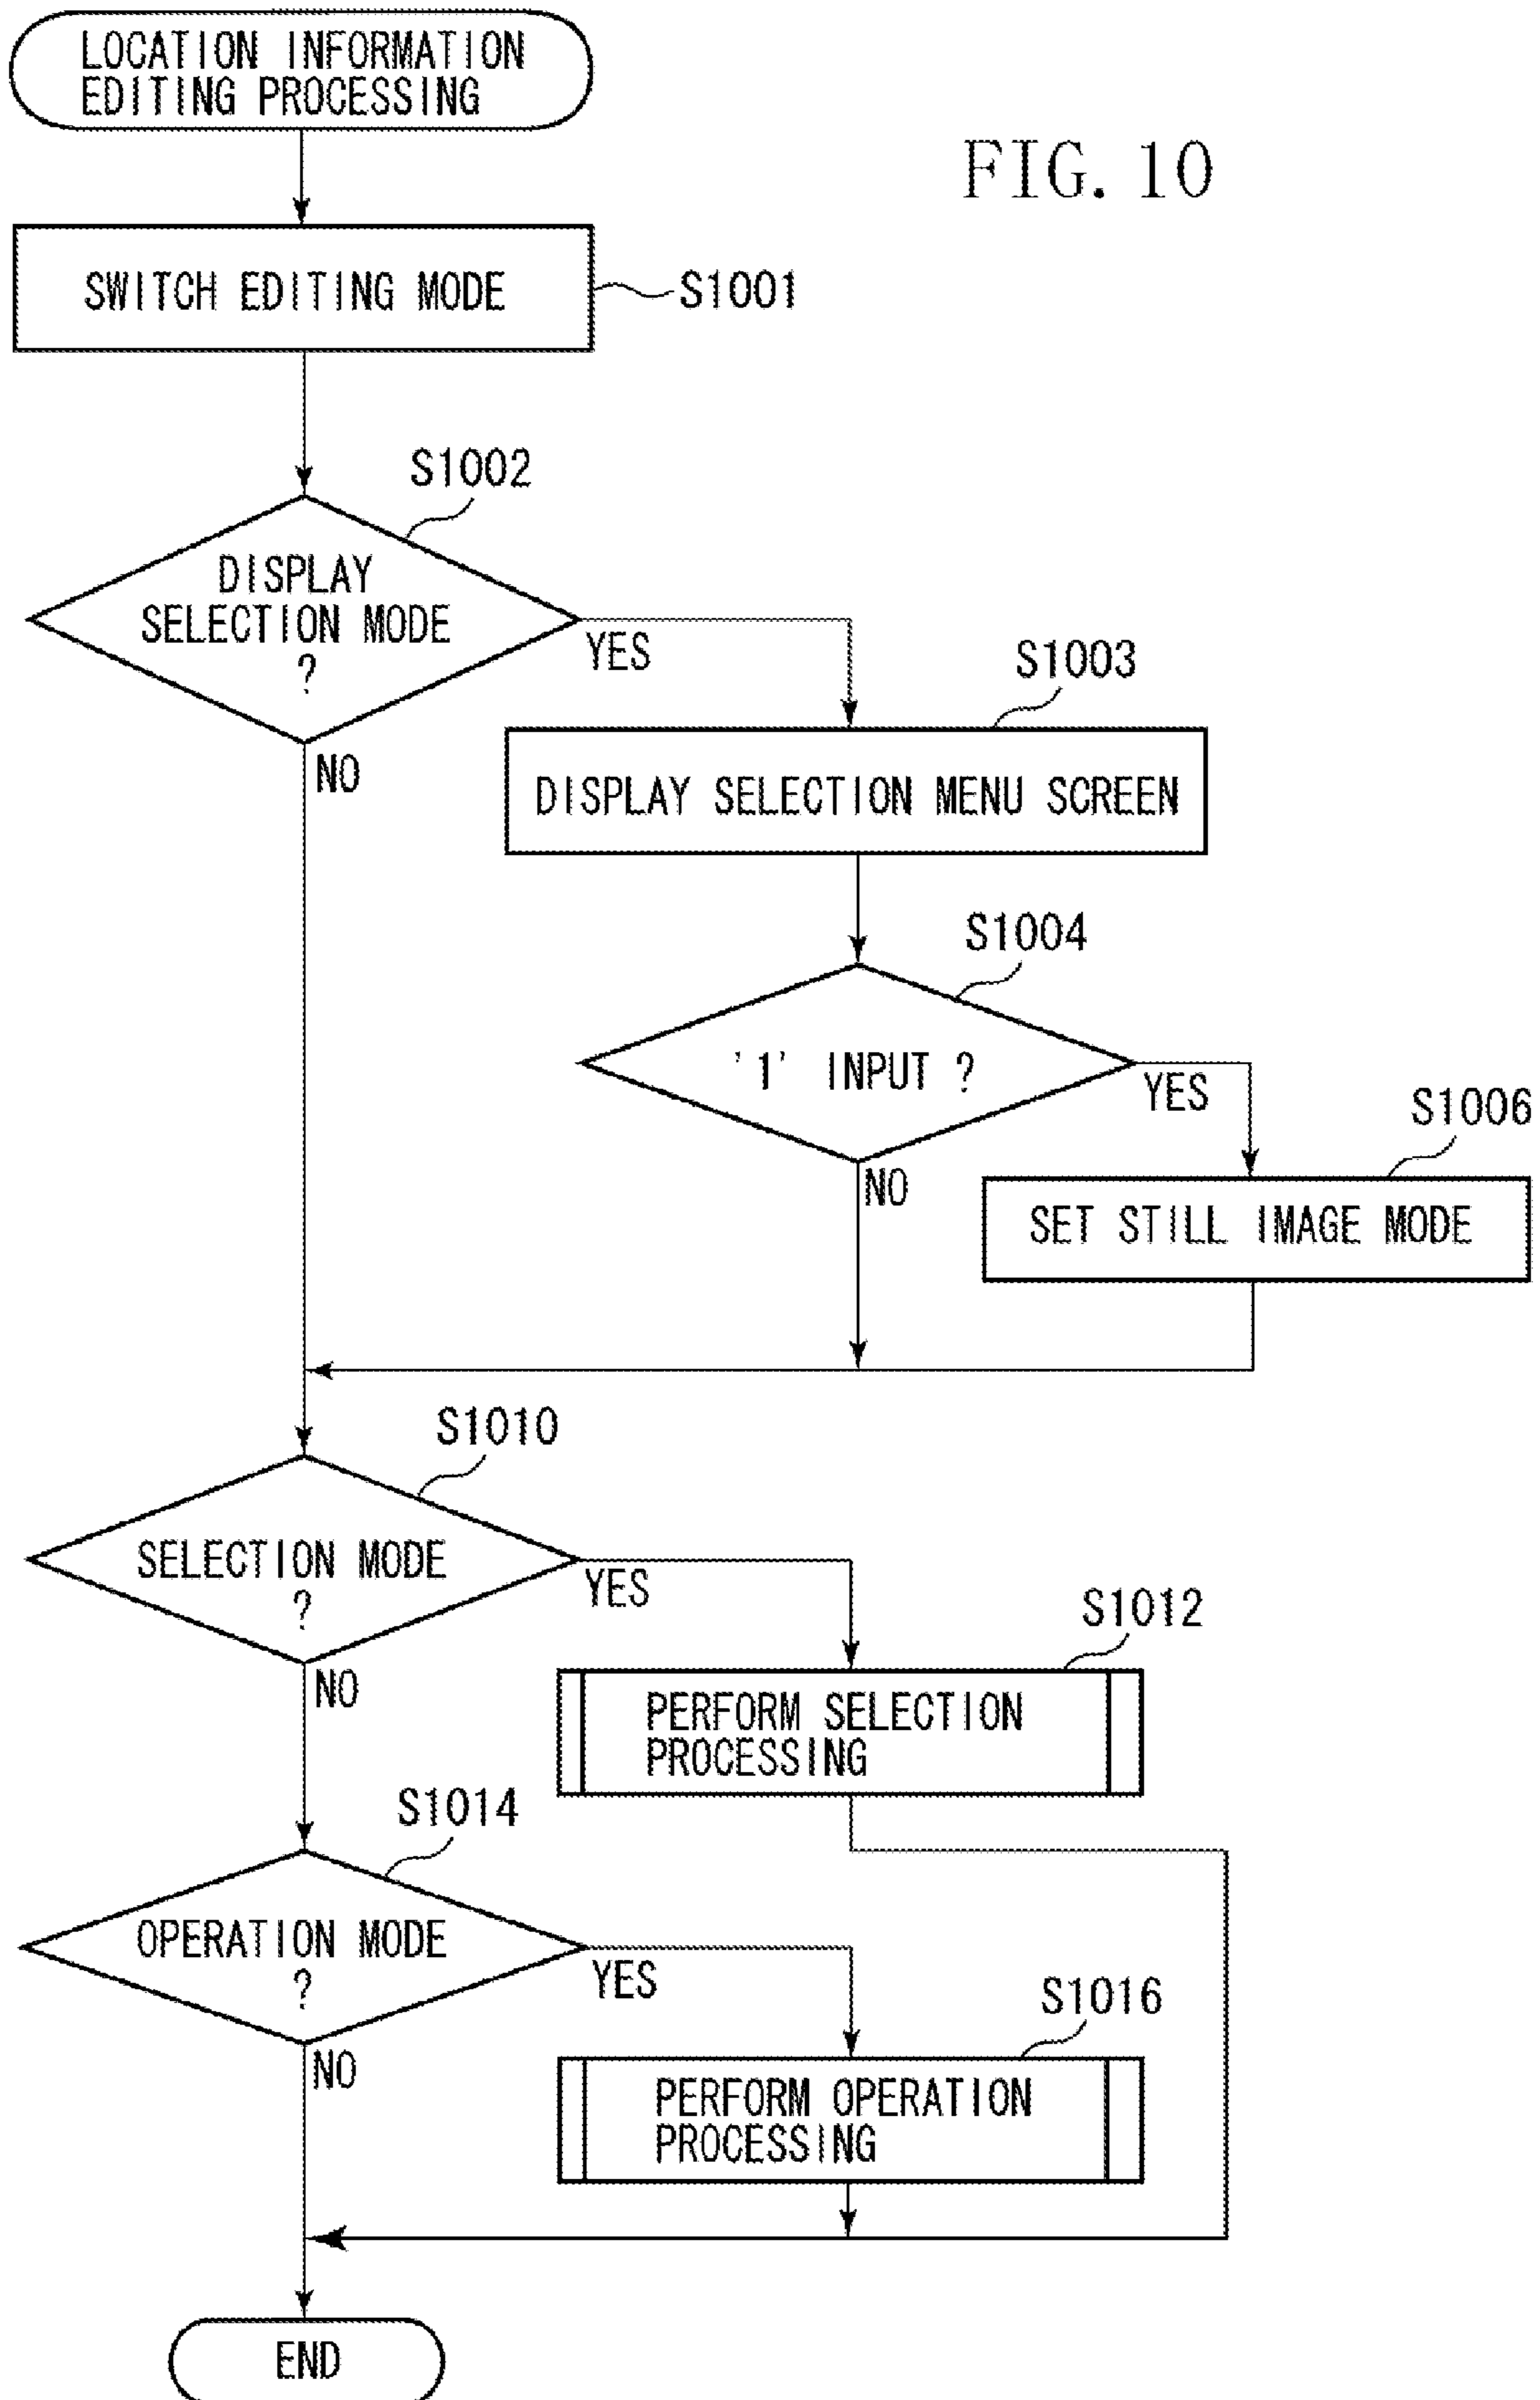 LOCATION INFORMATION
EDITING PROCESSING
FIG. 10
SWITCH EDITING MODE
S1001
S1002
DISPLAY
SELECTION MODE
?
YES
NO
S1003
DISPLAY SELECTION MENU SCREEN
S1004
'1' INPUT ?
YES
NO
S1006
SET STILL IMAGE MODE
S1010
SELECTION MODE
?
YES
NO
S1012
PERFORM SELECTION
PROCESSING
S1014
OPERATION MODE
?
YES
NO
S1016
PERFORM OPERATION
PROCESSING
END